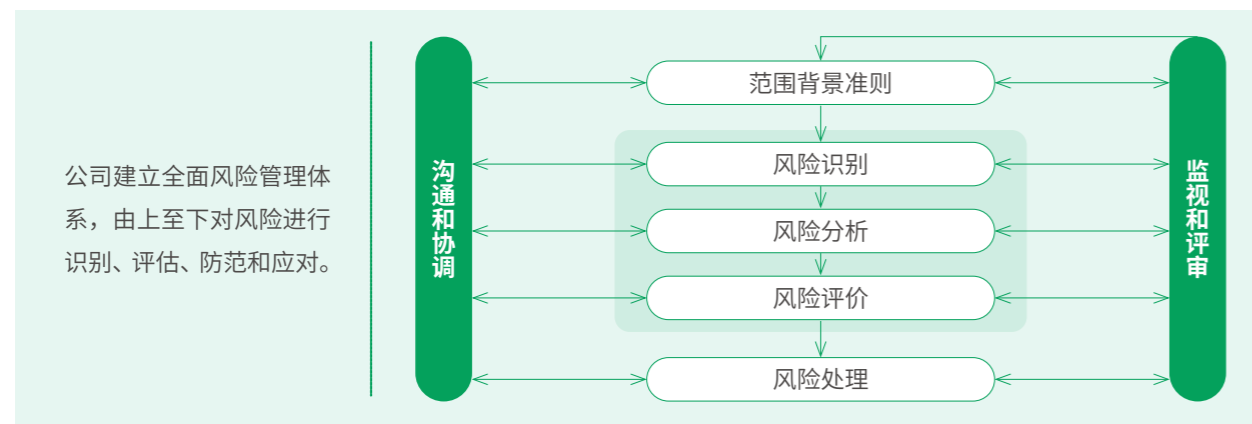 公司建立全面风险管理体
系，由上至下对风险进行
识别、评估、防范和应对。
沟通和协调
范围背景准则
风险识别
风险分析
风险评价
风险处理
监视和评审